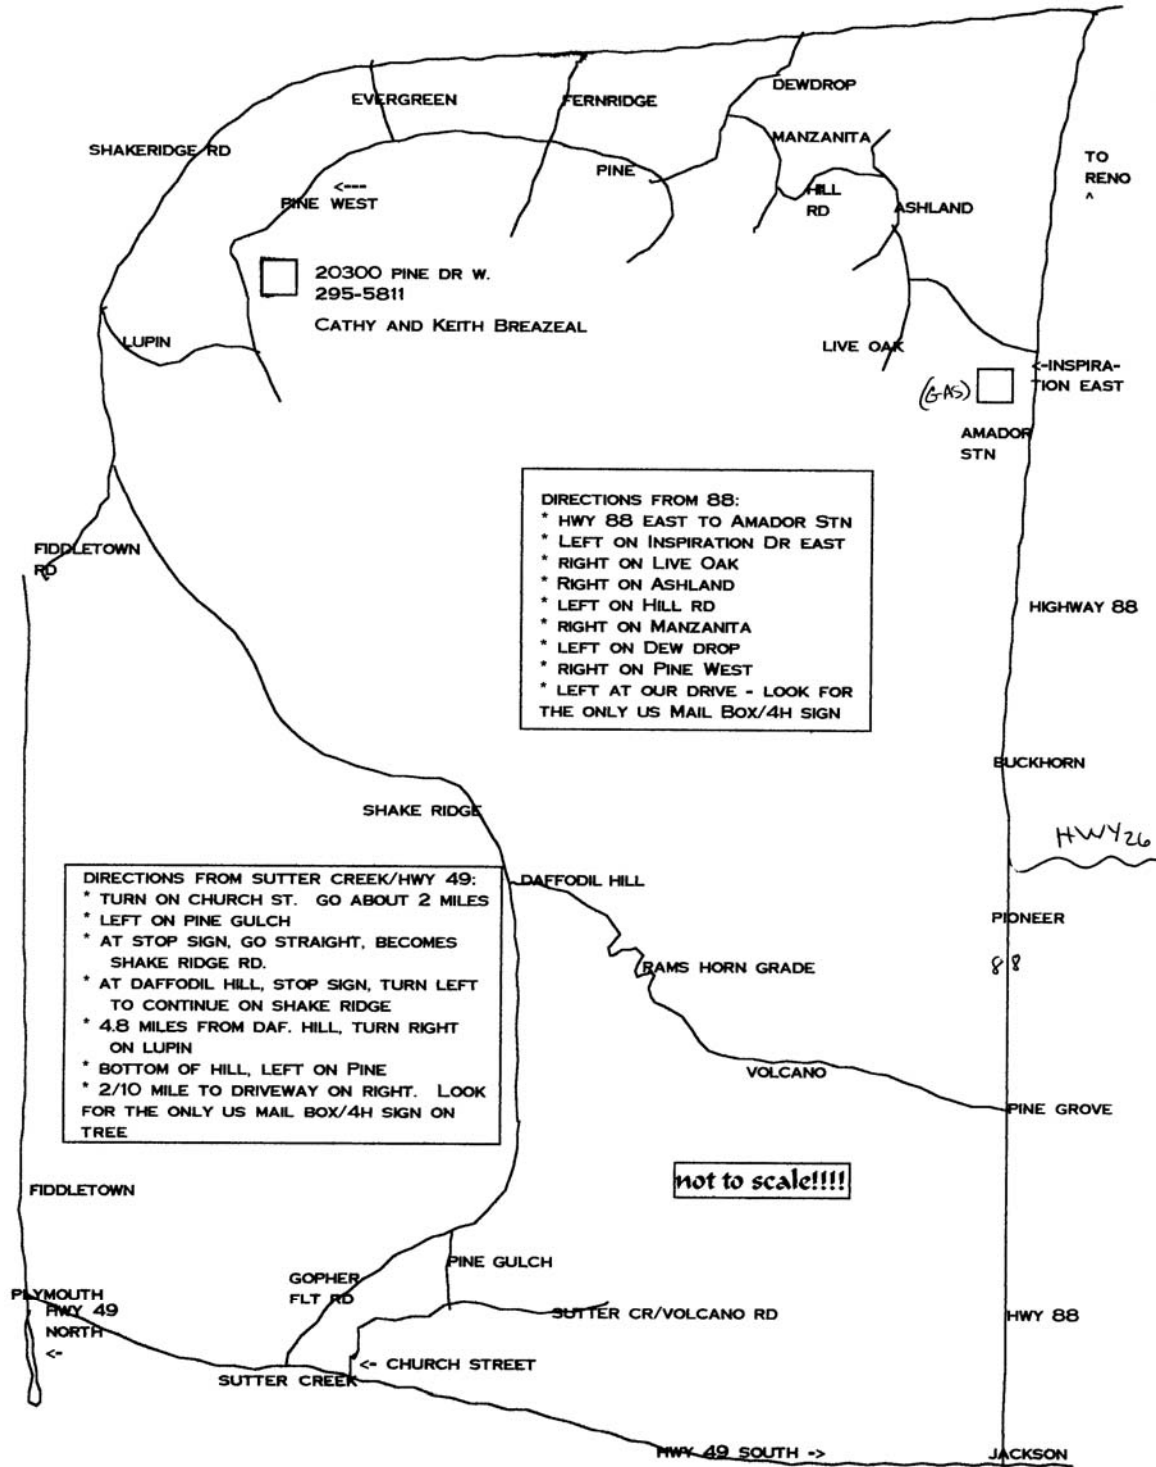 DEWDROP
EVERGREEN
FERNRIDGE
MANZANITA
SHAKERIDGE RD
TO
RENO
^
PINE
<---
PINE WEST
HILL
RD
ASHLAND
20300 PINE DR W.
295-5811
CATHY AND KEITH BREAZEAL
LUPIN
LIVE OAK
<-INSPIRA-
TION EAST
(GAS)
AMADOR
STN
DIRECTIONS FROM 88:
* HWY 88 EAST TO AMADOR STN
* LEFT ON INSPIRATION DR EAST
* RIGHT ON LIVE OAK
* RIGHT ON ASHLAND
* LEFT ON HILL RD
* RIGHT ON MANZANITA
* LEFT ON DEW DROP
* RIGHT ON PINE WEST
* LEFT AT OUR DRIVE - LOOK FOR
THE ONLY US MAIL BOX/4H SIGN
FIDDLETOWN
RD
HIGHWAY 88
BUCKHORN
SHAKE RIDGE
HWY 26
DIRECTIONS FROM SUTTER CREEK/HWY 49:
* TURN ON CHURCH ST. GO ABOUT 2 MILES
* LEFT ON PINE GULCH
* AT STOP SIGN, GO STRAIGHT, BECOMES
SHAKE RIDGE RD.
* AT DAFFODIL HILL, STOP SIGN, TURN LEFT
TO CONTINUE ON SHAKE RIDGE
* 4.8 MILES FROM DAF. HILL, TURN RIGHT
ON LUPIN
* BOTTOM OF HILL, LEFT ON PINE
* 2/10 MILE TO DRIVEWAY ON RIGHT. LOOK
FOR THE ONLY US MAIL BOX/4H SIGN ON
TREE
DAFFODIL HILL
PIONEER
88
RAMS HORN GRADE
VOLCANO
PINE GROVE
not to scale!!!!
FIDDLETOWN
PINE GULCH
GOPHER
FLT RD
PLYMOUTH
HWY 49
NORTH
<-
SUTTER CR/VOLCANO RD
HWY 88
<- CHURCH STREET
SUTTER CREEK
HWY 49 SOUTH ->
JACKSON